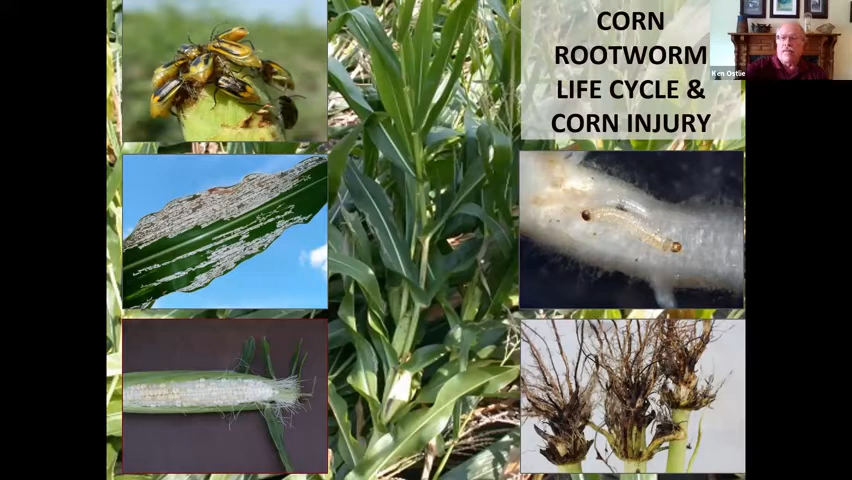 CORN
ROOTWORM
LIFE CYCLE &
CORN INJURY
Ken Ostlie